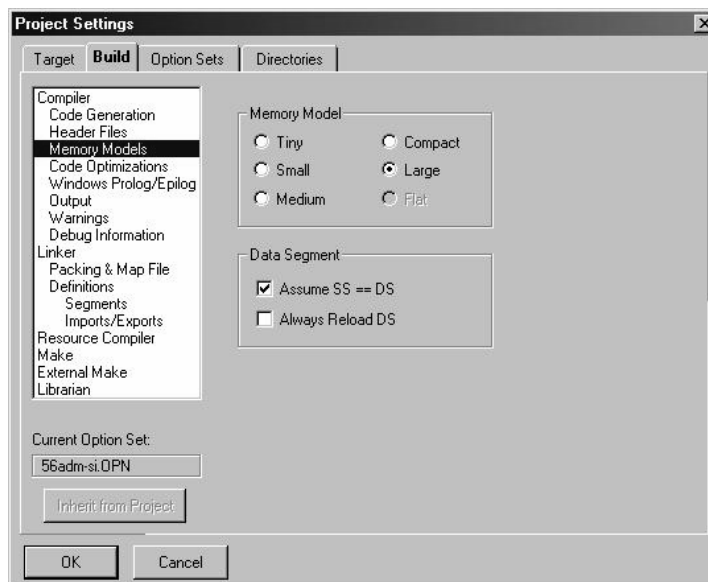 Project Settings
Target Build Option Sets Directories
Compiler
Code Generation
Header Files
Memory Models
Code Optimizations
Windows Prolog/Epilog
Output
Warnings
Debug Information
Linker
Packing & Map File
Definitions
Segments
Imports/Exports
Resource Compiler
Make
External Make
Librarian
Memory Model
Tiny Compact
Small Large
Medium Flat
Data Segment
Assume SS == DS
Always Reload DS
Current Option Set:
56adm-si.OPN
Inherit from Project
OK Cancel